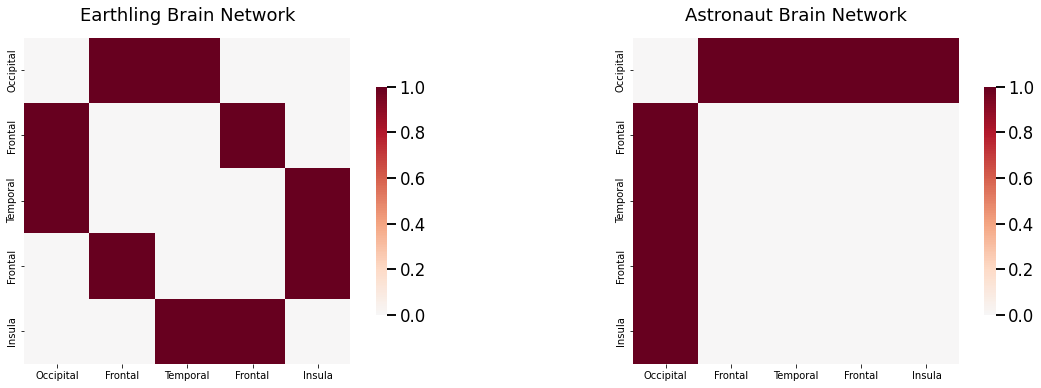 Earthling Brain Network
Astronaut Brain Network
Occipital
Frontal
Temporal
Frontal
Insula
Occipital
Frontal
Temporal
Frontal
Insula
1.0
0.8
0.6
0.4
0.2
0.0
Occipital
Frontal
Temporal
Frontal
Insula
Occipital
Frontal
Temporal
Frontal
Insula
1.0
0.8
0.6
0.4
0.2
0.0